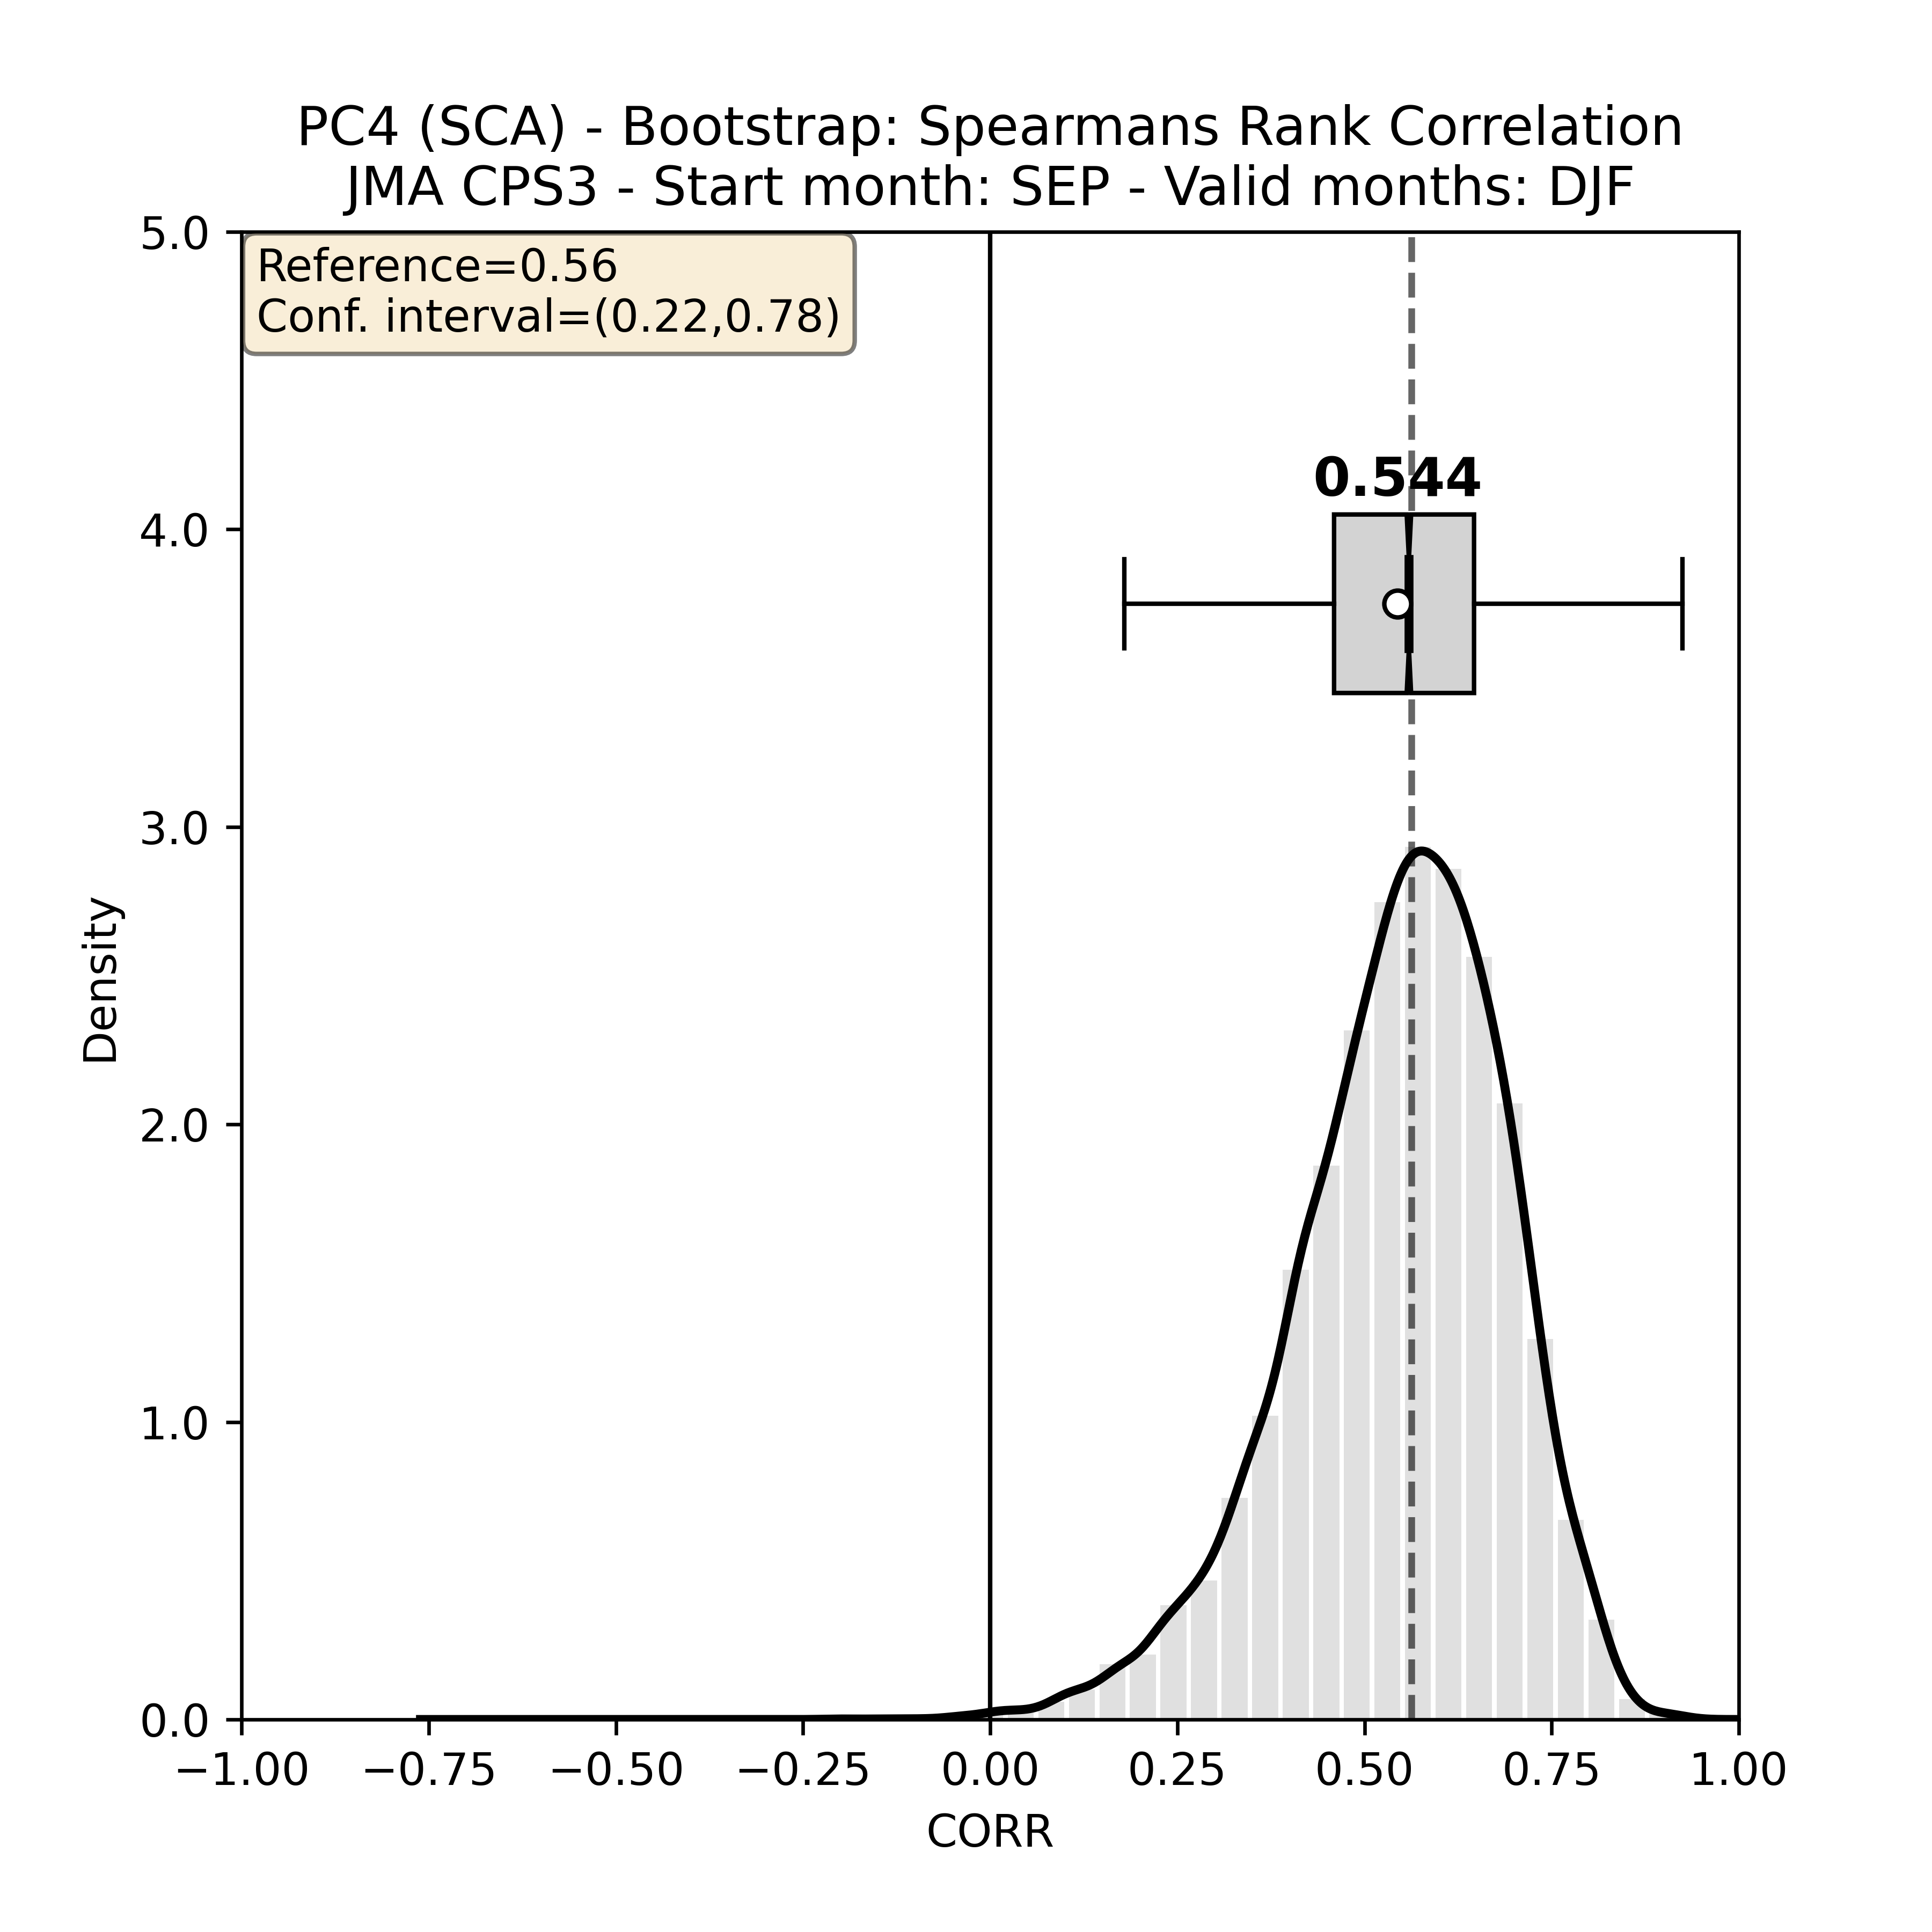 PC4 (SCA) - Bootstrap: Spearmans Rank Correlation
JMA CPS3 - Start month: SEP - Valid months: DJF
Reference=0.56
Conf. interval=(0.22,0.78)
0.544
5.0
4.0
3.0
2.0
1.0
0.0
Density
−1.00 −0.75 −0.50 −0.25 0.00 0.25 0.50 0.75 1.00
CORR